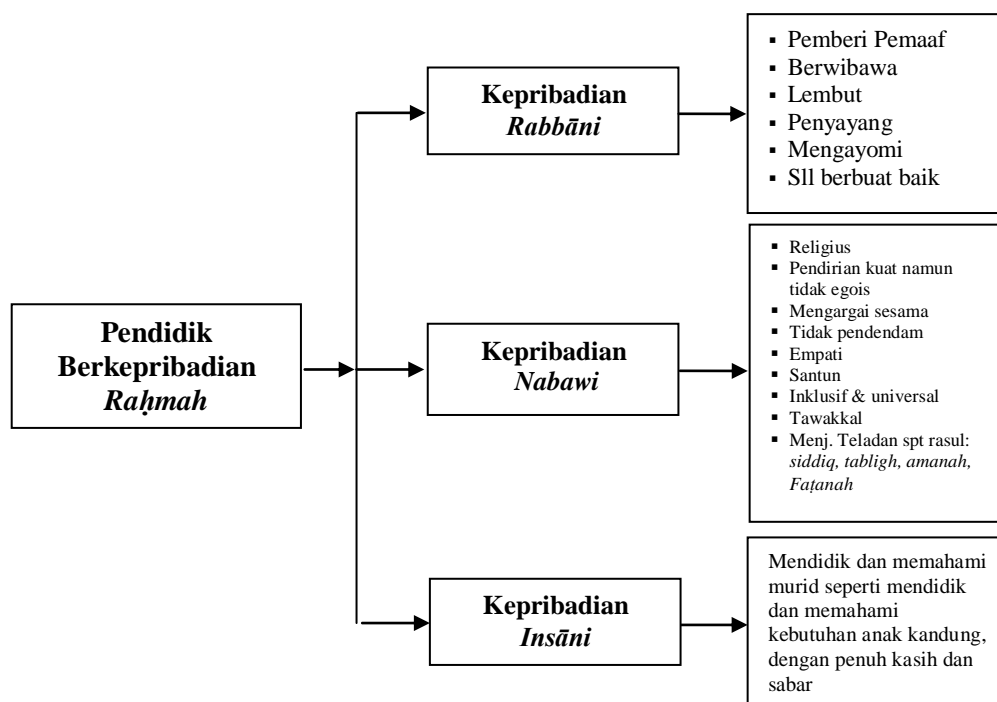 Pendidik
Berkepribadian
Raḥmah
Kepribadian
Rabbāni
▪ Pemberi Pemaaf
▪ Berwibawa
▪ Lembut
▪ Penyayang
▪ Mengayomi
▪ Sll berbuat baik
Kepribadian
Nabawi
▪ Religius
▪ Pendirian kuat namun
tidak egois
▪ Mengargai sesama
▪ Tidak pendendam
▪ Empati
▪ Santun
▪ Inklusif & universal
▪ Tawakkal
▪ Menj. Teladan spt rasul:
siddiq, tabligh, amanah,
Faṭanah
Kepribadian
Insāni
Mendidik dan memahami
murid seperti mendidik
dan memahami
kebutuhan anak kandung,
dengan penuh kasih dan
sabar